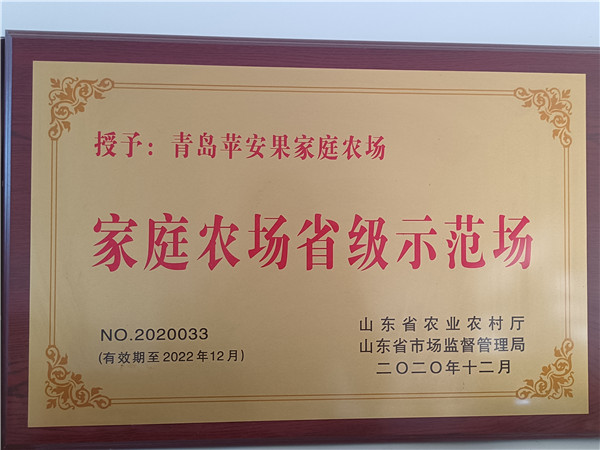 授予：青岛苹安果家庭农场
家庭农场省级示范场
NO.2020033
(有效期至2022年12月)
山东省农业农村厅
山东省市场监督管理局
二〇二〇年十二月